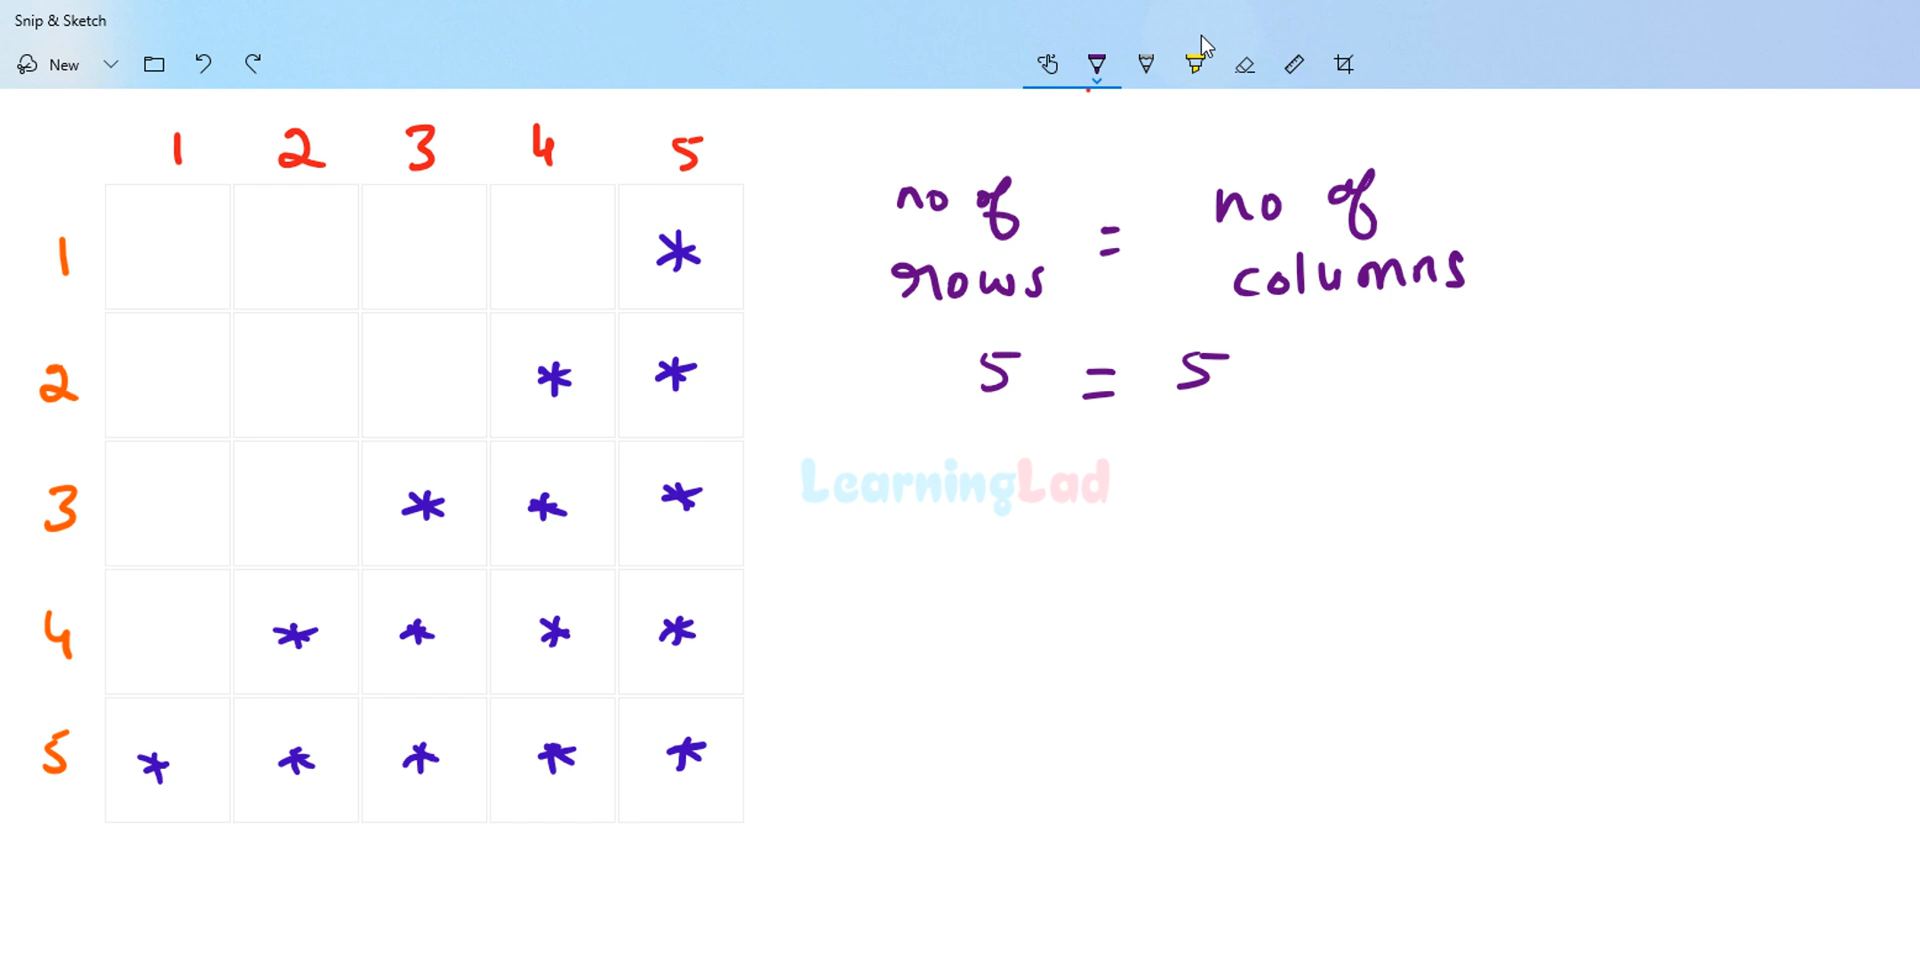 Snip & Sketch
New
1 2 3 4 5
1 *
2 * *
3 * * *
4 * * * *
5 * * * * *
no of = no of
rows columns
5 = 5
LearningLad